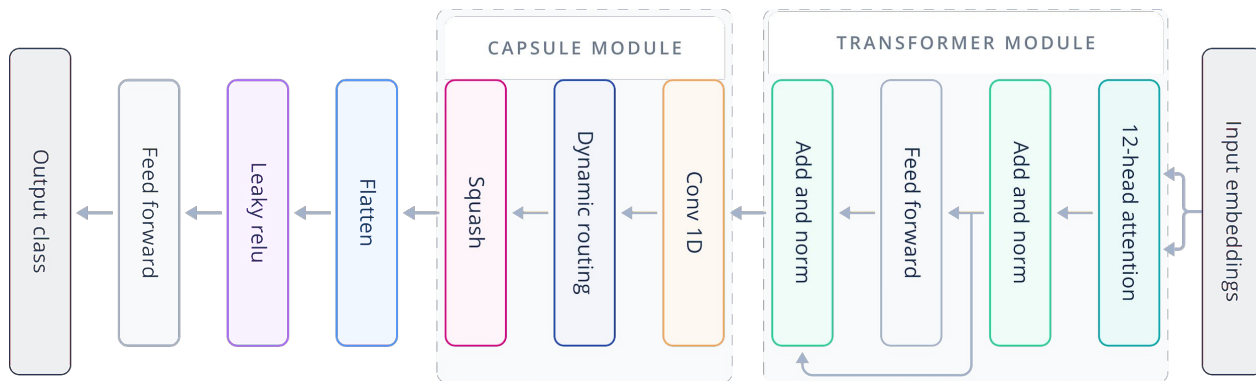 CAPSULE MODULE
TRANSFORMER MODULE
Output class
Feed forward
Leaky relu
Flatten
Squash
Dynamic routing
Conv 1D
Add and norm
Feed forward
Add and norm
12-head attention
Input embeddings